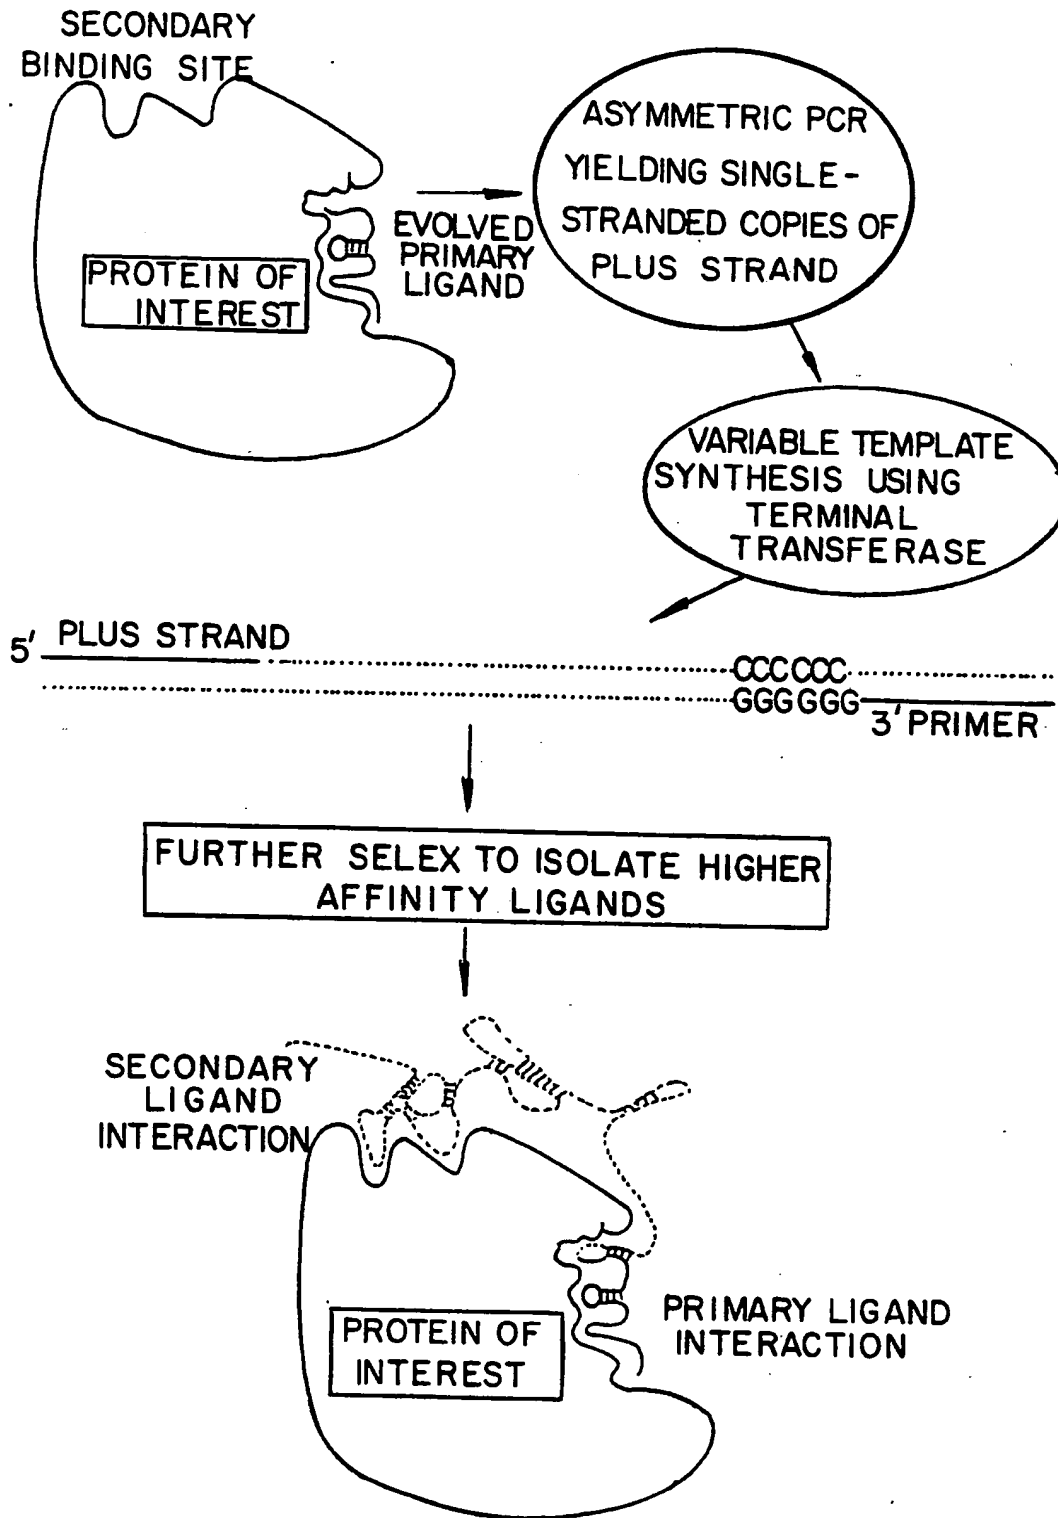 SECONDARY
BINDING SITE
PROTEIN OF
INTEREST
EVOLVED
PRIMARY
LIGAND
ASYMMETRIC PCR
YIELDING SINGLE-
STRANDED COPIES OF
PLUS STRAND
VARIABLE TEMPLATE
SYNTHESIS USING
TERMINAL
TRANSFERASE
5' PLUS STRAND
CCCCCC
GGGGGG
3' PRIMER
FURTHER SELEX TO ISOLATE HIGHER
AFFINITY LIGANDS
SECONDARY
LIGAND
INTERACTION
PROTEIN OF
INTEREST
PRIMARY LIGAND
INTERACTION